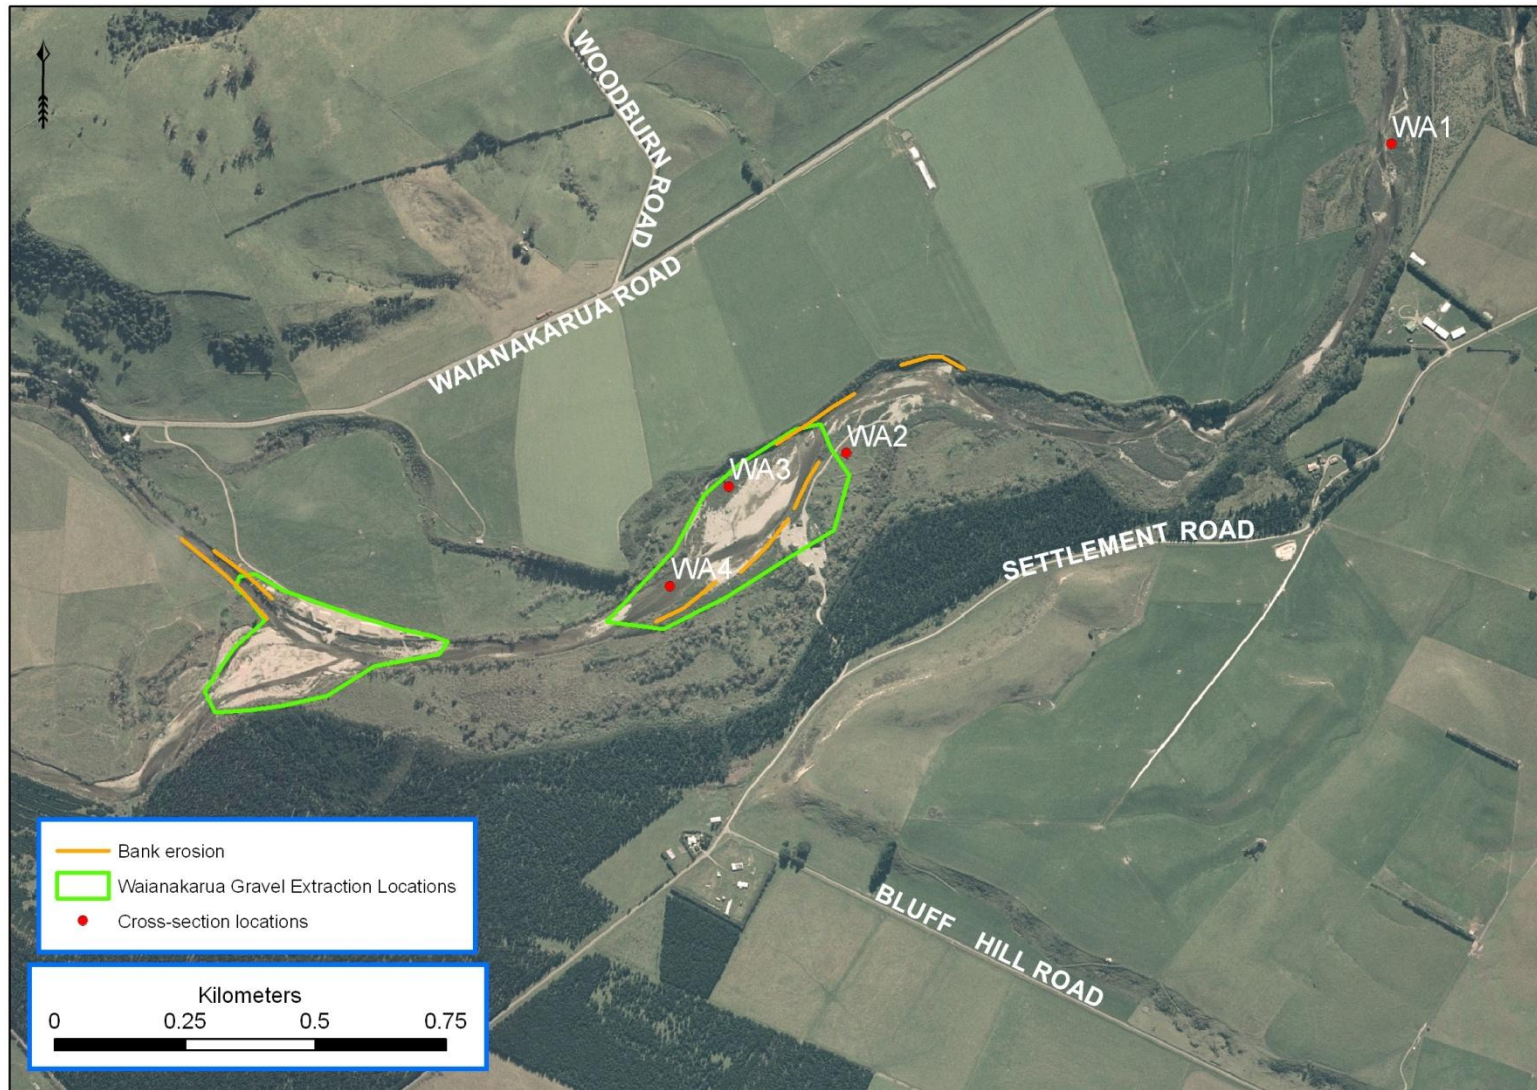 WOODBURN ROAD
WA1
WAIANAKARUA ROAD
WA2
WA3
SETTLEMENT ROAD
WA4
Bank erosion
Waianakarua Gravel Extraction Locations
Cross-section locations
BLUFF HILL ROAD
Kilometers
0 0.25 0.5 0.75